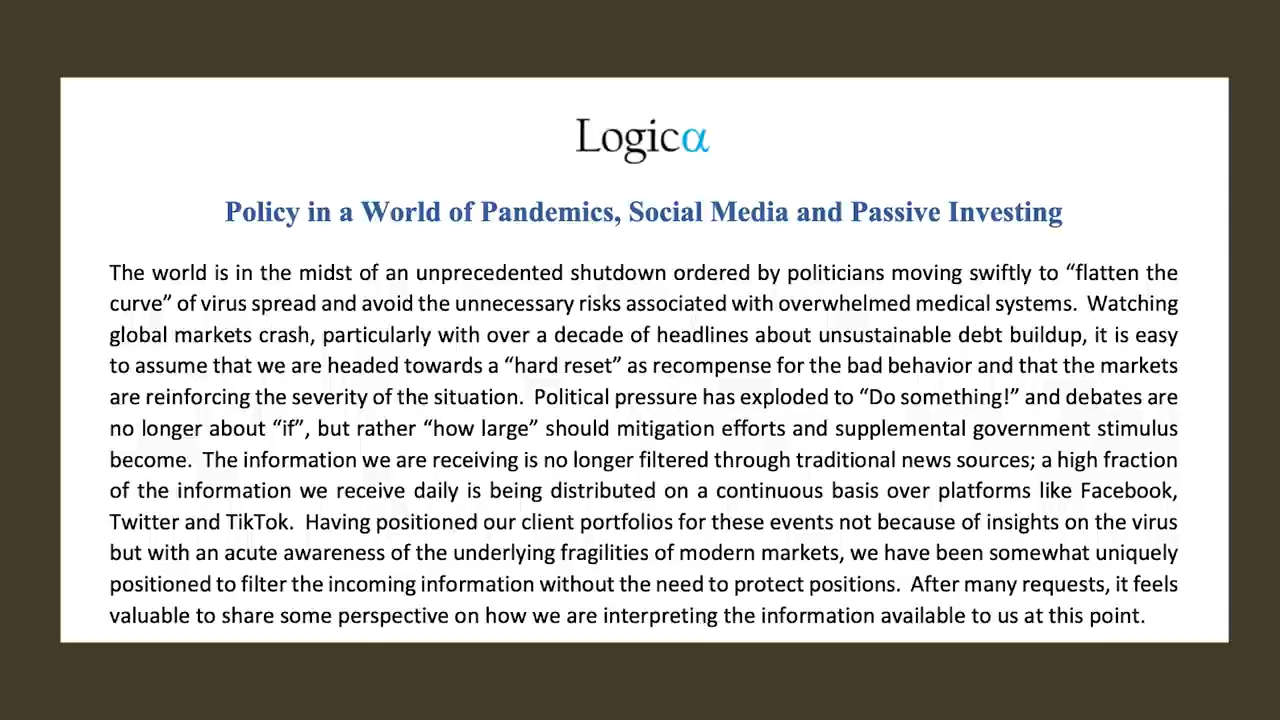 Logicα
Policy in a World of Pandemics, Social Media and Passive Investing
The world is in the midst of an unprecedented shutdown ordered by politicians moving swiftly to “flatten the
curve” of virus spread and avoid the unnecessary risks associated with overwhelmed medical systems.  Watching
global markets crash, particularly with over a decade of headlines about unsustainable debt buildup, it is easy
to assume that we are headed towards a “hard reset” as recompense for the bad behavior and that the markets
are reinforcing the severity of the situation.  Political pressure has exploded to “Do something!” and debates are
no longer about “if”, but rather “how large” should mitigation efforts and supplemental government stimulus
become.  The information we are receiving is no longer filtered through traditional news sources; a high fraction
of the information we receive daily is being distributed on a continuous basis over platforms like Facebook,
Twitter and TikTok.  Having positioned our client portfolios for these events not because of insights on the virus
but with an acute awareness of the underlying fragilities of modern markets, we have been somewhat uniquely
positioned to filter the incoming information without the need to protect positions.  After many requests, it feels
valuable to share some perspective on how we are interpreting the information available to us at this point.